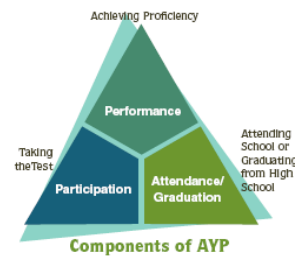 Achieving Proficiency
Performance
Taking
theTest
Participation
Attendance/
Graduation
Attending
School or
Graduating
from High
School
Components of AYP